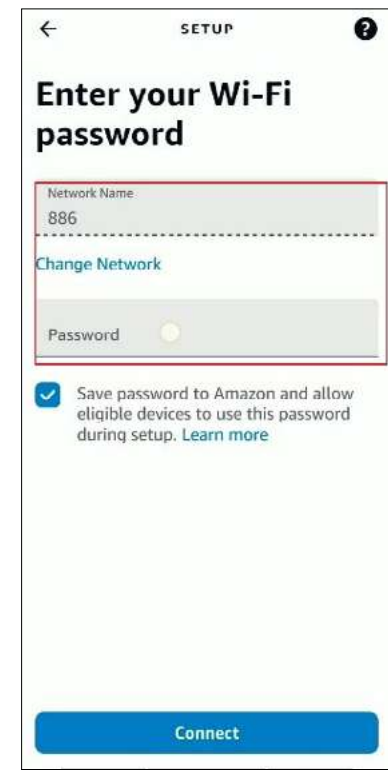 SETUP
Enter your Wi-Fi
password
Network Name
886
Change Network
Password
Save password to Amazon and allow
eligible devices to use this password
during setup. Learn more
Connect